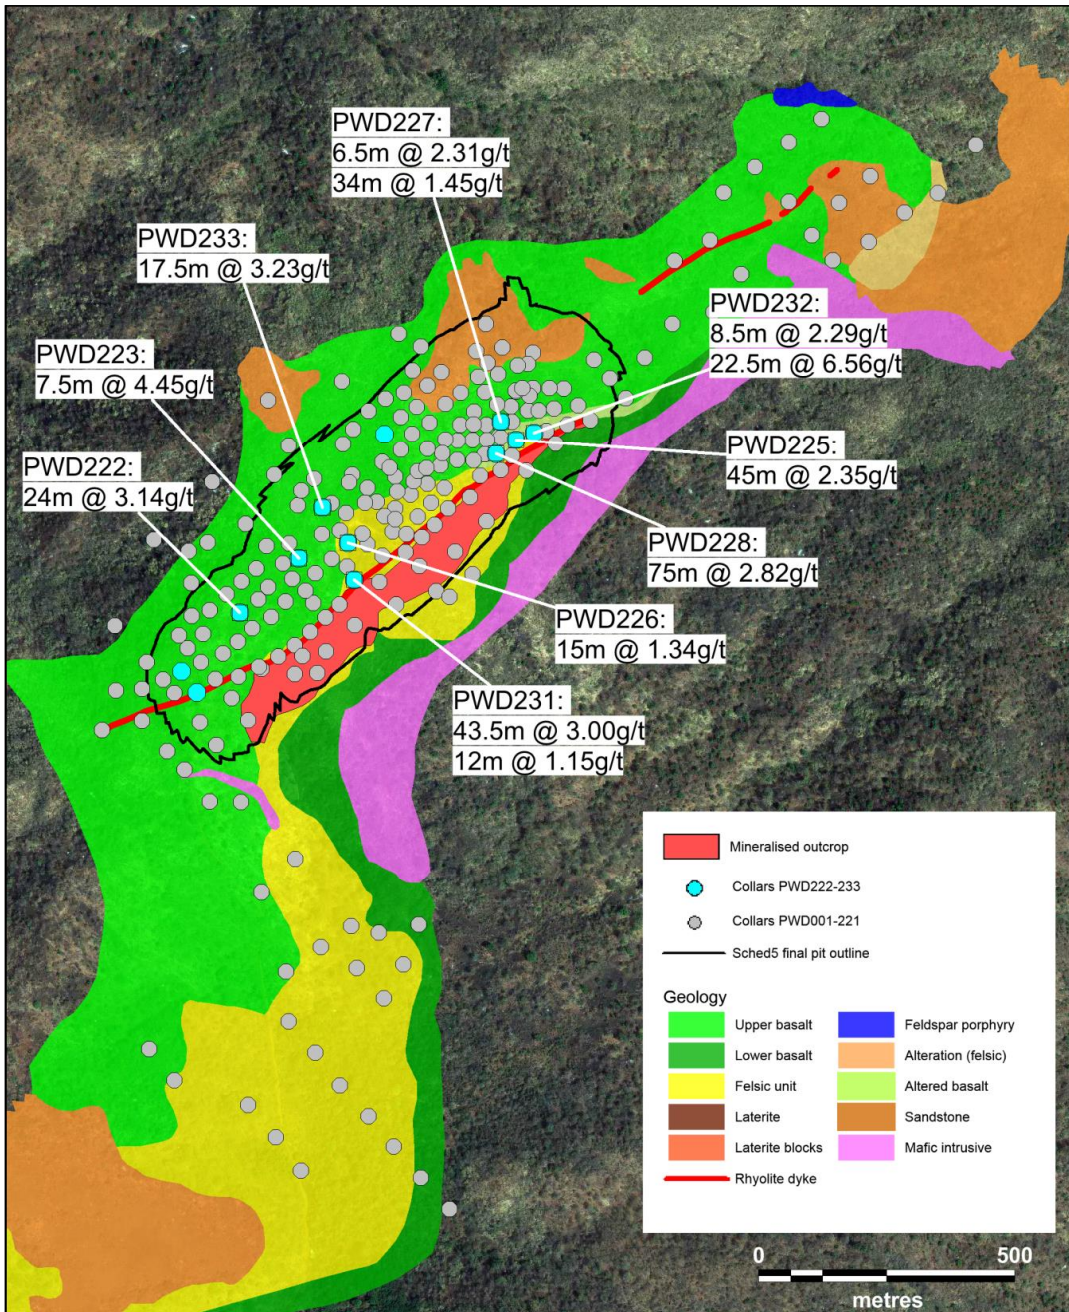 PWD227:
6.5m @ 2.31g/t
34m @ 1.45g/t
PWD233:
17.5m @ 3.23g/t
PWD232:
8.5m @ 2.29g/t
22.5m @ 6.56g/t
PWD223:
7.5m @ 4.45g/t
PWD225:
45m @ 2.35g/t
PWD222:
24m @ 3.14g/t
PWD228:
75m @ 2.82g/t
PWD226:
15m @ 1.34g/t
PWD231:
43.5m @ 3.00g/t
12m @ 1.15g/t
Mineralised outcrop
Collars PWD222-233
Collars PWD001-221
Sched5 final pit outline
Geology
Upper basalt
Lower basalt
Felsic unit
Laterite
Laterite blocks
Rhyolite dyke
Feldspar porphyry
Alteration (felsic)
Altered basalt
Sandstone
Mafic intrusive
0 500
metres